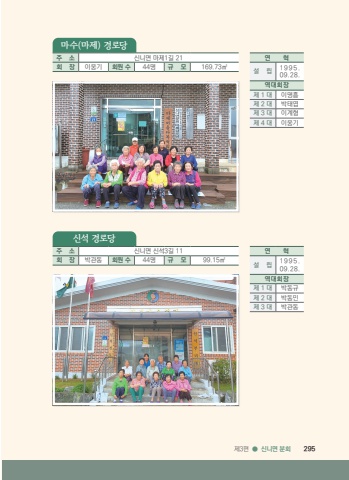 마수(마제) 경로당
주 소 신니면 마제1길 21
회 장 이웅기 회원 수 44명 규 모 169.73㎡
연 혁
설 립 1995. 09.28.
역대회장
제 1 대 이영흠
제 2 대 박태엽
제 3 대 이계철
제 4 대 이웅기
신석 경로당
주 소 신니면 신석3길 11
회 장 박관동 회원 수 44명 규 모 99.15㎡
연 혁
설 립 1995. 09.28.
역대회장
제 1 대 박동규
제 2 대 박동인
제 3 대 박관동
제3편 ● 신니면 문화 295